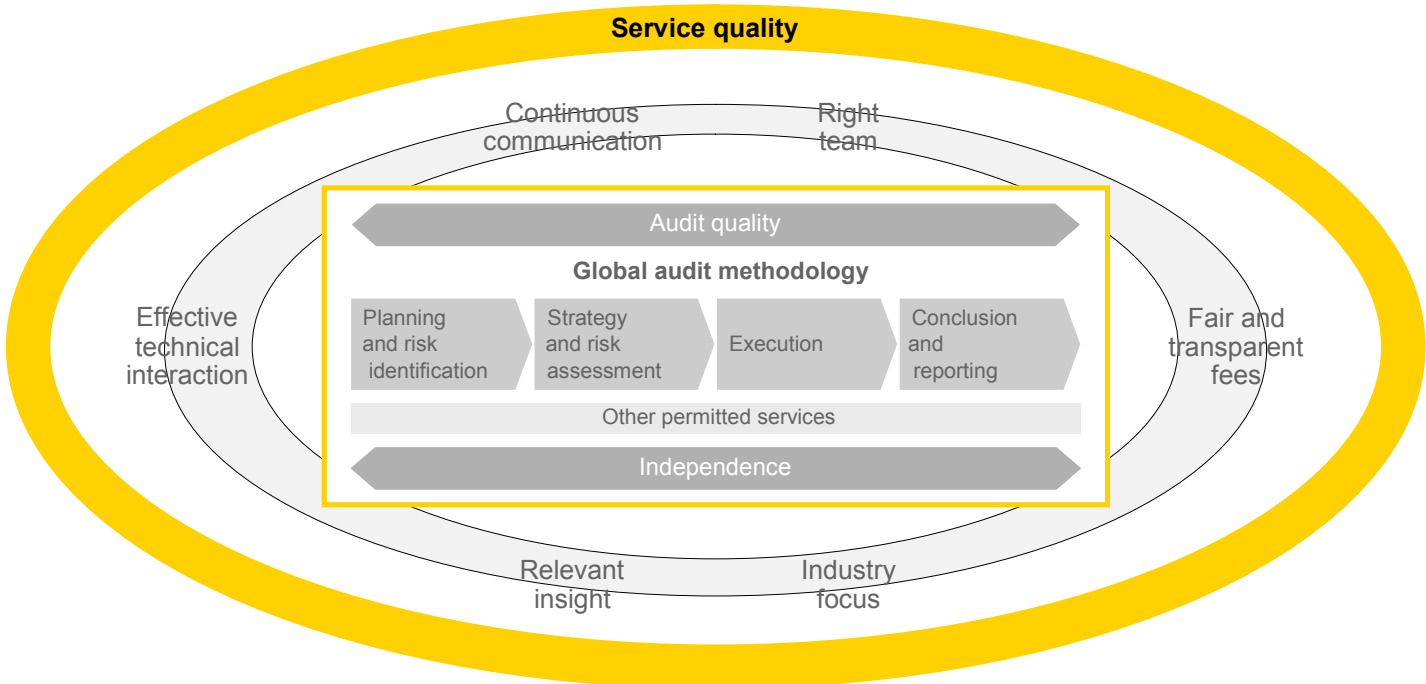 Service quality
Continuous
communication
Right
team
Audit quality
Global audit methodology
Effective
technical
interaction
Planning
and risk
identification
Strategy
and risk
assessment
Execution
Conclusion
and
reporting
Fair and
transparent
fees
Other permitted services
Independence
Relevant
insight
Industry
focus